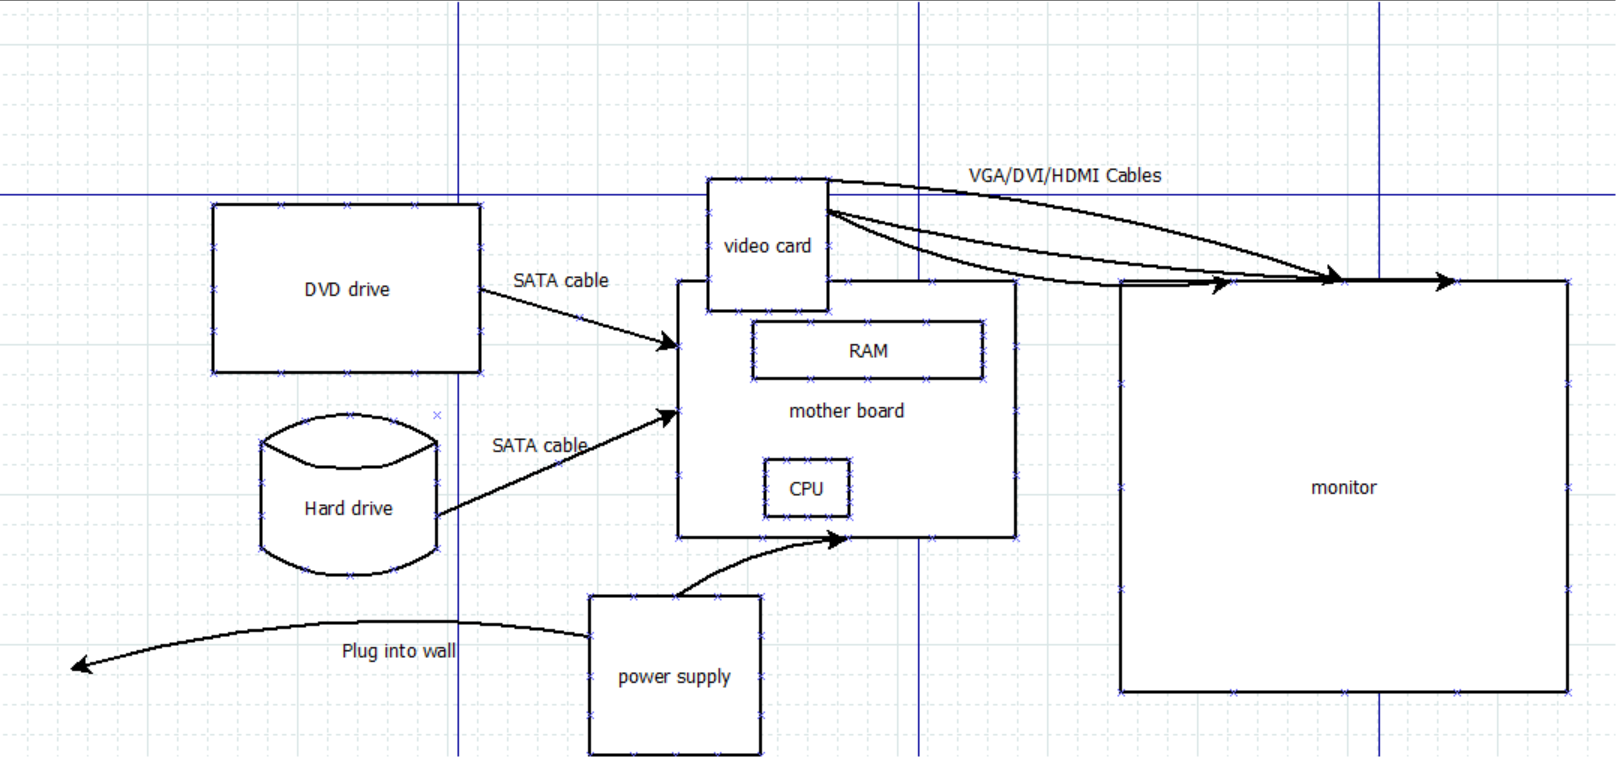 VGA/DVI/HDMI Cables
video card
DVD drive
SATA cable
RAM
mother board
SATA cable
CPU
monitor
Hard drive
Plug into wall
power supply